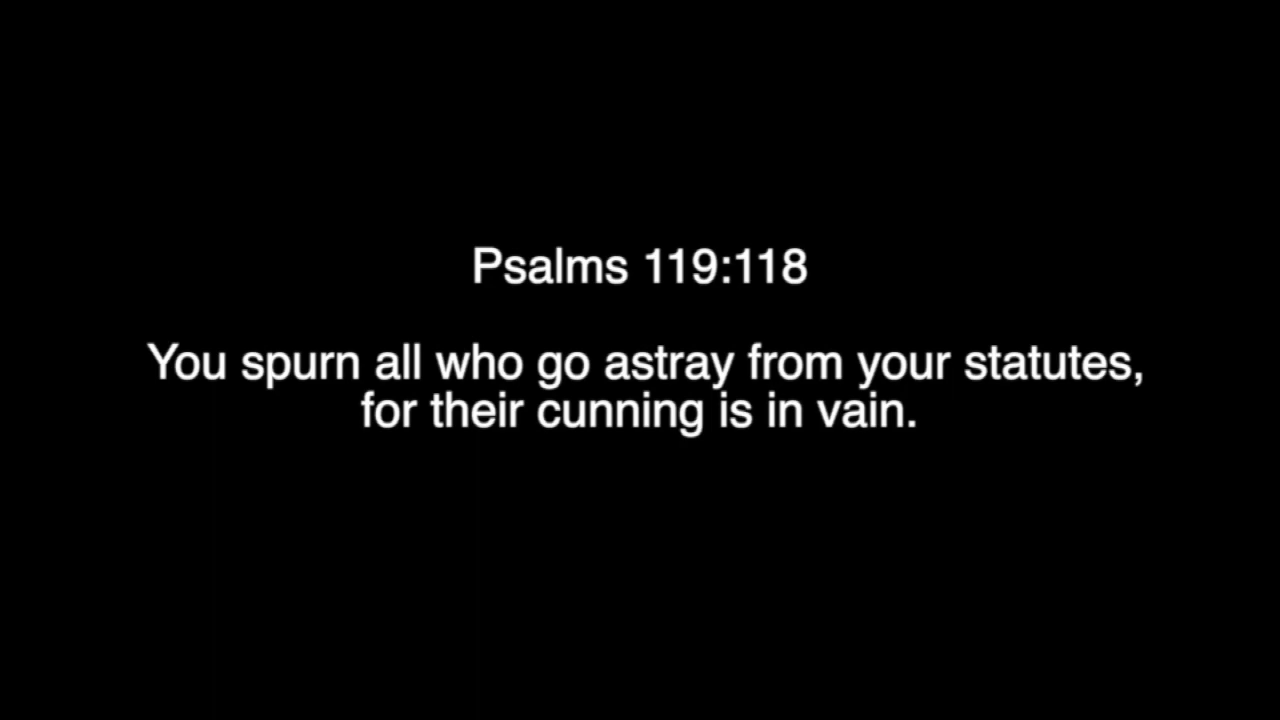 Psalms 119:118
You spurn all who go astray from your statutes,
for their cunning is in vain.